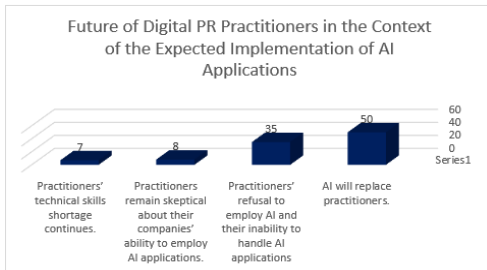 Future of Digital PR Practitioners in the Context
of the Expected Implementation of AI
Applications
7
8
35
50
60
40
20
0
Series1
Practitioners'
technical skills
shortage
continues.
Practitioners
remain skeptical
about their
companies'
ability to employ
AI applications.
Practitioners'
refusal to
employ AI and
their inability to
handle AI
applications
AI will replace
practitioners.